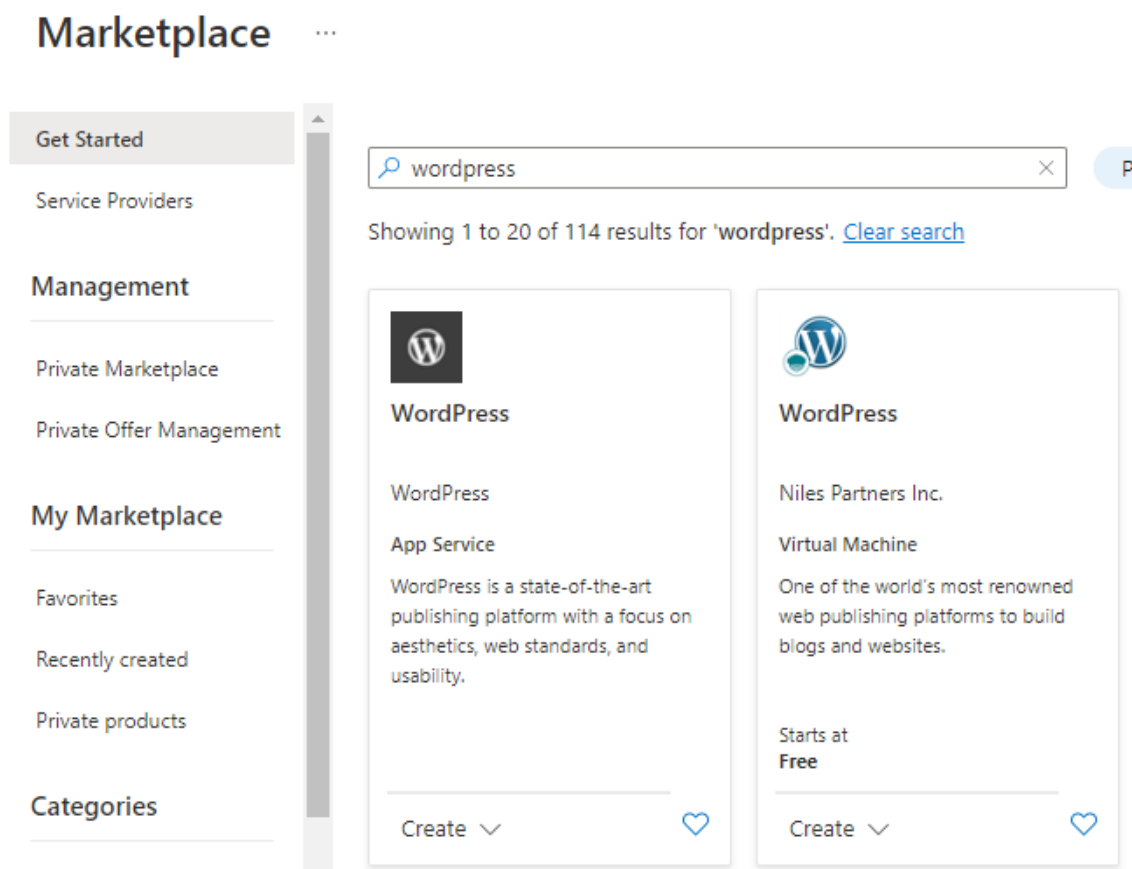 Marketplace ...
Get Started
Service Providers
Management
Private Marketplace
Private Offer Management
My Marketplace
Favorites
Recently created
Private products
Categories
wordpress
P
Showing 1 to 20 of 114 results for 'wordpress'. Clear search
WordPress
WordPress
App Service
WordPress is a state-of-the-art
publishing platform with a focus on
aesthetics, web standards, and
usability.
Create
WordPress
Niles Partners Inc.
Virtual Machine
One of the world's most renowned
web publishing platforms to build
blogs and websites.
Starts at
Free
Create